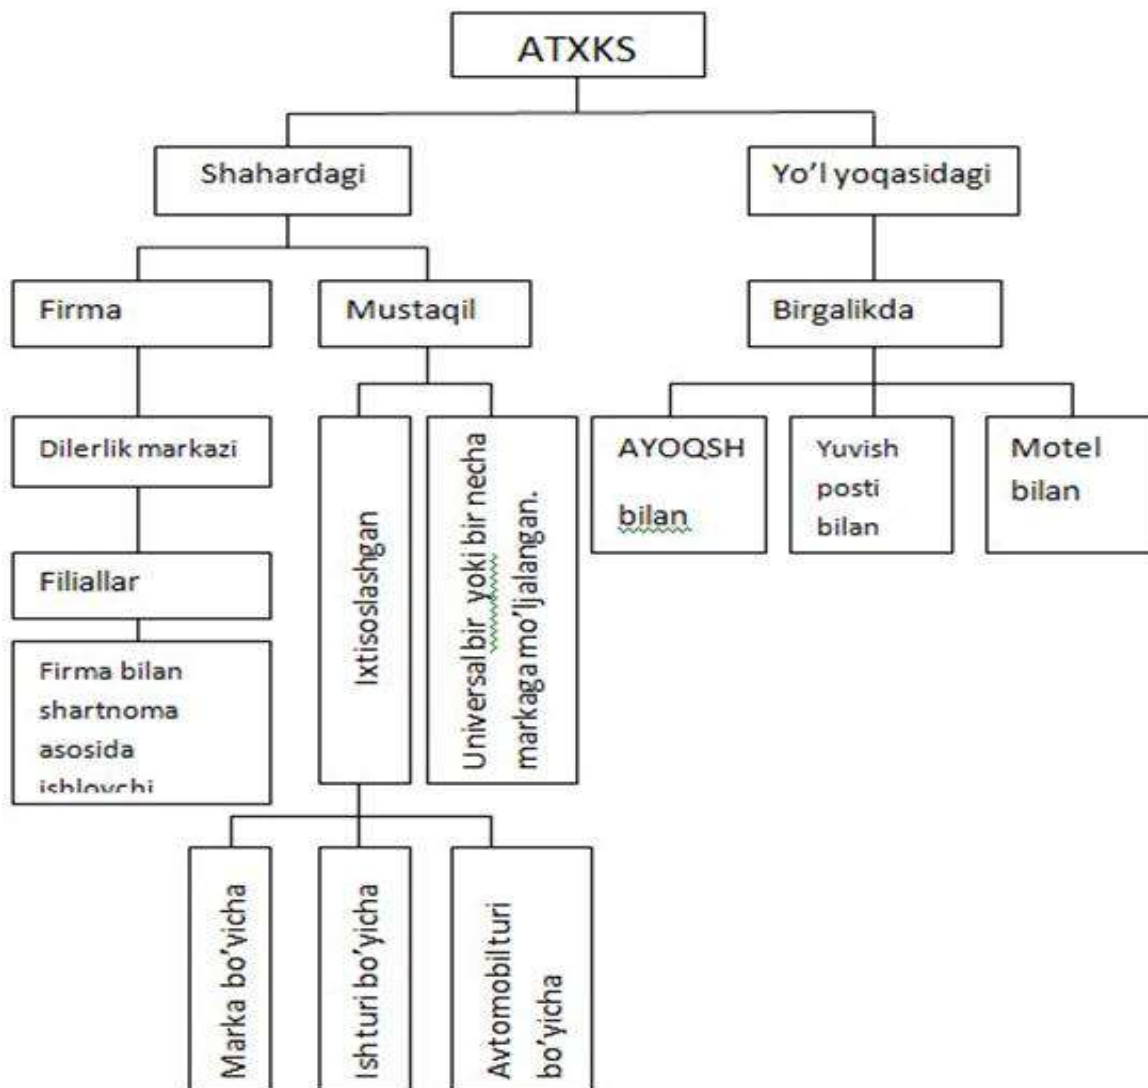 ATXKS
Shahardagi
Yo’l yoqasidagi
Firma
Mustaqil
Birgalikda
Dilerlik markazi
Filiallar
Firma bilan
shartnoma
asosida
ishlovchi
Ixtisoslashgan
Universal bir yoki bir necha
markaga mo’ljalangan.
AYOQSH
bilan
Yuvish
posti
bilan
Motel
bilan
Marka bo’yicha
Ish turi bo’yicha
Avtomobil turi
bo’yicha